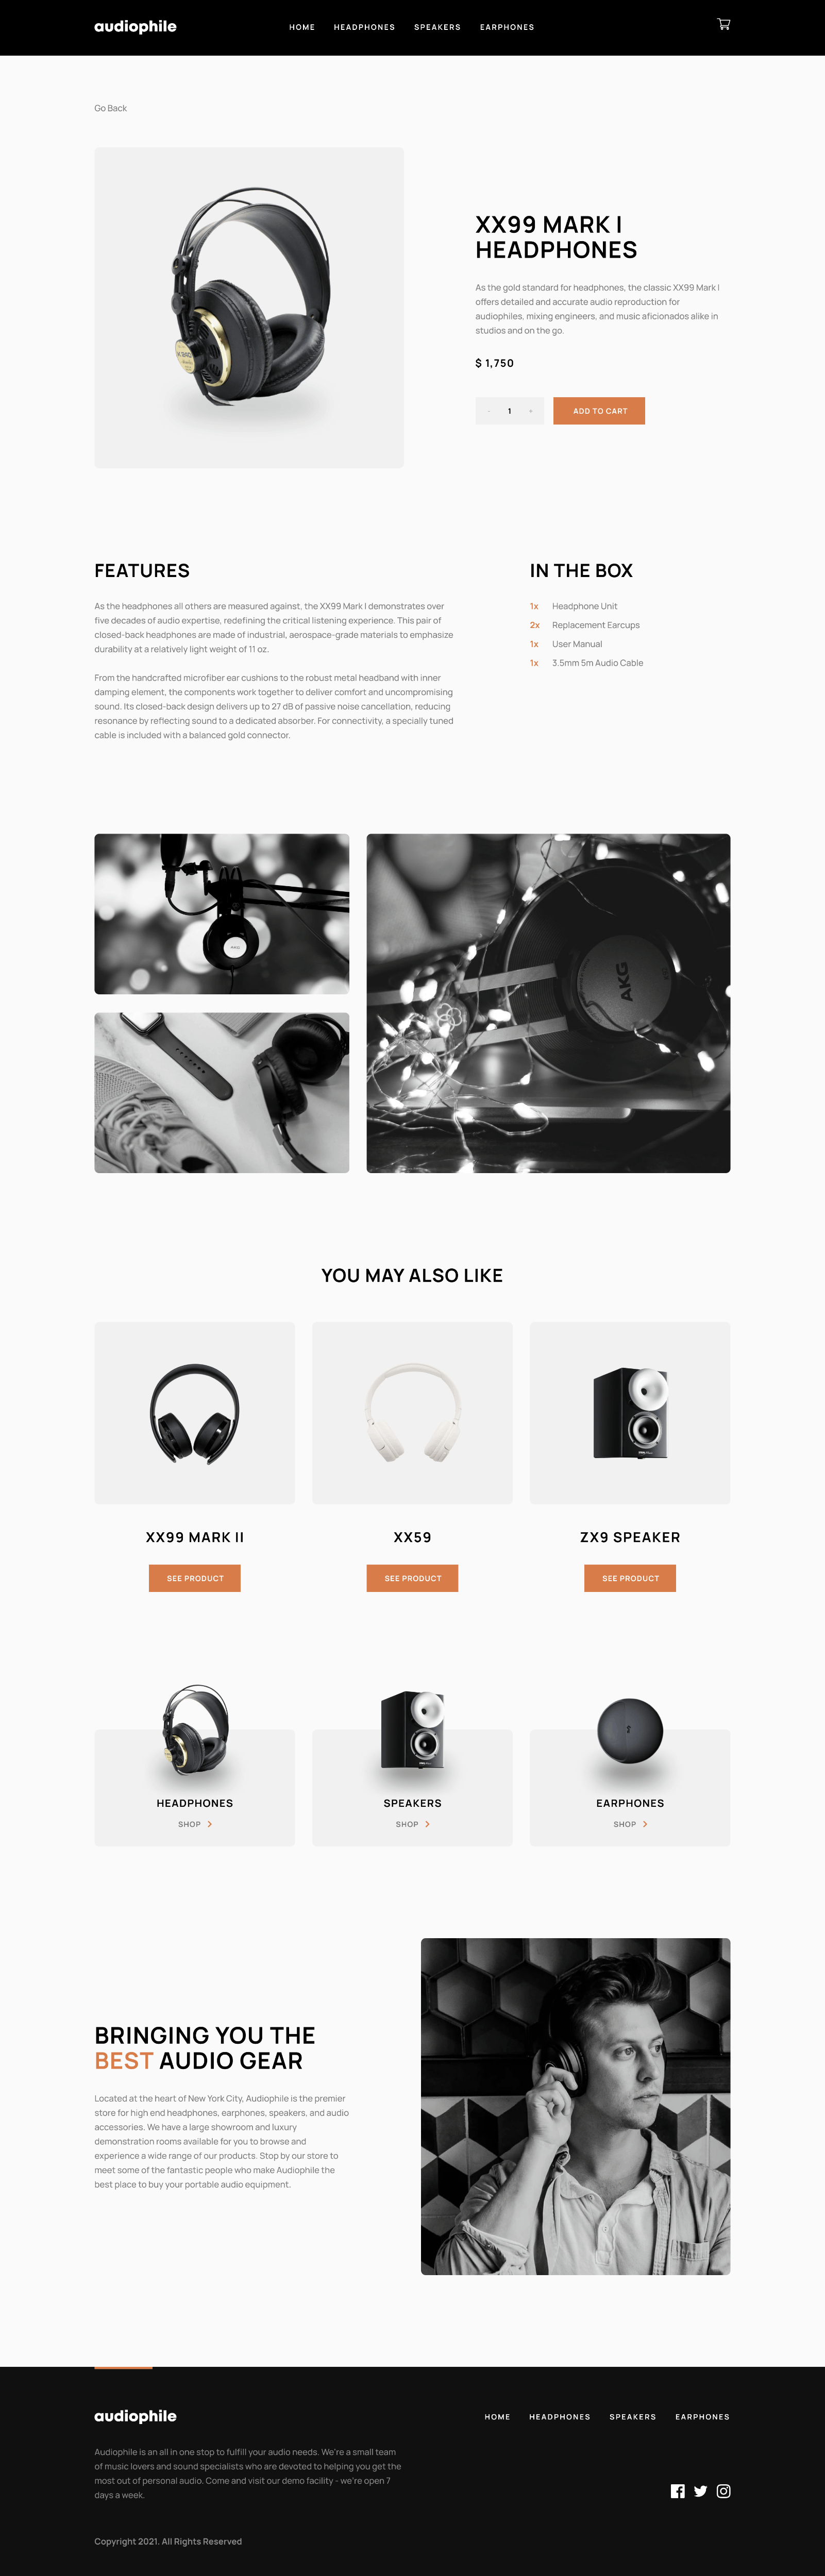 audiophile
HOME HEADPHONES SPEAKERS EARPHONES
Go Back
XX99 MARK I
HEADPHONES
As the gold standard for headphones, the classic XX99 Mark I
offers detailed and accurate audio reproduction for
audiophiles, mixing engineers, and music aficionados alike in
studios and on the go.
$ 1,750
- 1 +
ADD TO CART
FEATURES
As the headphones all others are measured against, the XX99 Mark I demonstrates over
five decades of audio expertise, redefining the critical listening experience. This pair of
closed-back headphones are made of industrial, aerospace-grade materials to emphasize
durability at a relatively light weight of 11 oz.
From the handcrafted microfiber ear cushions to the robust metal headband with inner
damping element, the components work together to deliver comfort and uncompromising
sound. Its closed-back design delivers up to 27 dB of passive noise cancellation, reducing
resonance by reflecting sound to a dedicated absorber. For connectivity, a specially tuned
cable is included with a balanced gold connector.
IN THE BOX
1x Headphone Unit
2x Replacement Earcups
1x User Manual
1x 3.5mm 5m Audio Cable
AKG
YOU MAY ALSO LIKE
XX99 MARK II
SEE PRODUCT
XX59
SEE PRODUCT
ZX9 SPEAKER
SEE PRODUCT
HEADPHONES
SHOP
SPEAKERS
SHOP
EARPHONES
SHOP
BRINGING YOU THE
BEST AUDIO GEAR
Located at the heart of New York City, Audiophile is the premier
store for high end headphones, earphones, speakers, and audio
accessories. We have a large showroom and luxury
demonstration rooms available for you to browse and
experience a wide range of our products. Stop by our store to
meet some of the fantastic people who make Audiophile the
best place to buy your portable audio equipment.
audiophile
HOME HEADPHONES SPEAKERS EARPHONES
Audiophile is an all in one stop to fulfill your audio needs. We're a small team
of music lovers and sound specialists who are devoted to helping you get the
most out of personal audio. Come and visit our demo facility - we're open 7
days a week.
Copyright 2021. All Rights Reserved